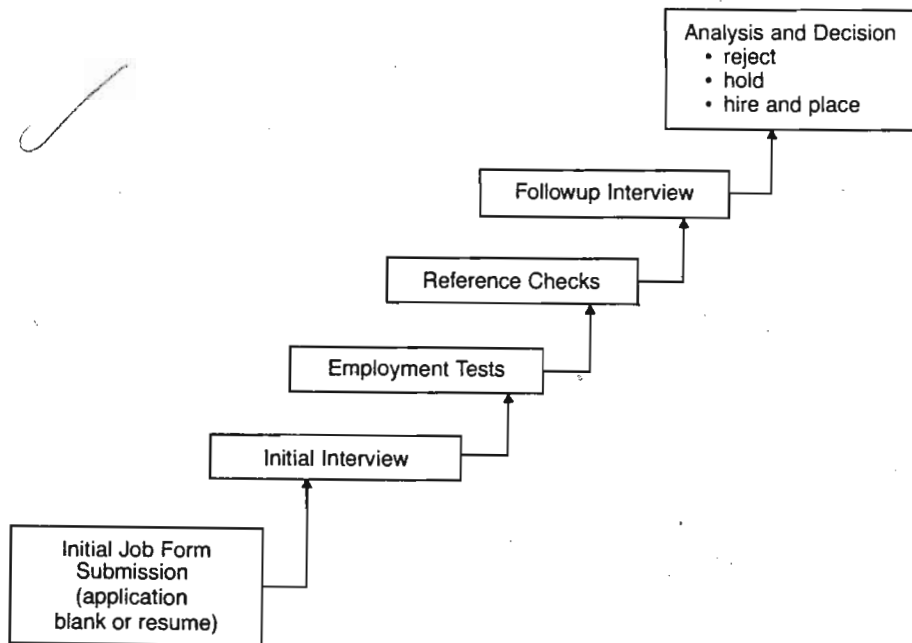 Analysis and Decision
• reject
• hold
• hire and place
Followup Interview
Reference Checks
Employment Tests
Initial Interview
Initial Job Form
Submission
(application
blank or resume)